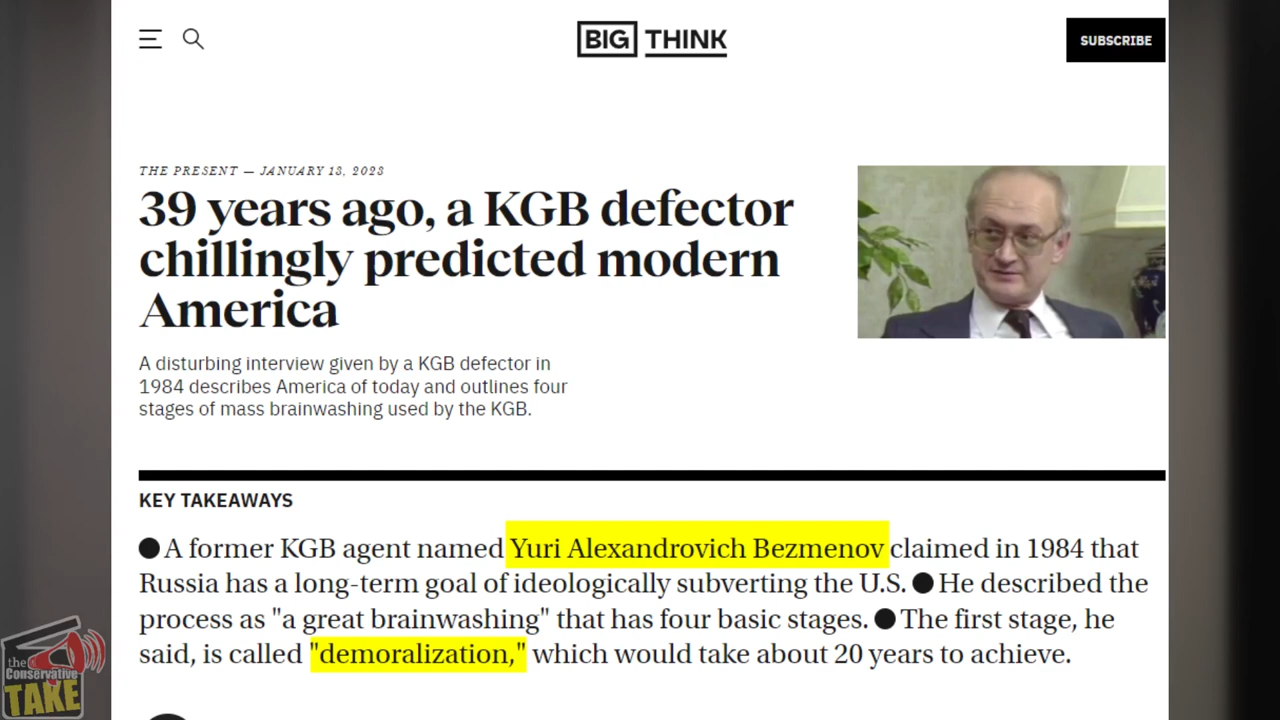 BIG THINK
SUBSCRIBE
THE PRESENT — JANUARY 13, 2023
39 years ago, a KGB defector
chillingly predicted modern
America
A disturbing interview given by a KGB defector in
1984 describes America of today and outlines four
stages of mass brainwashing used by the KGB.
KEY TAKEAWAYS
● A former KGB agent named Yuri Alexandrovich Bezmenov claimed in 1984 that
Russia has a long-term goal of ideologically subverting the U.S. ● He described the
process as "a great brainwashing" that has four basic stages. ● The first stage, he
said, is called "demoralization," which would take about 20 years to achieve.
the
Conservative
TAKE